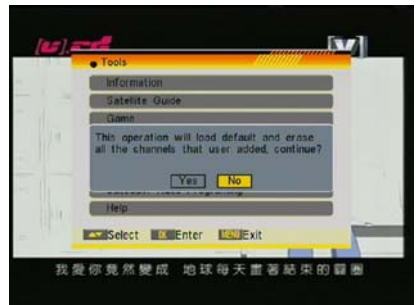 [V]
Tools
Information
Satellite Guide
Game
This operation will load default and erase
all the channels that user added, continue?
Yes No
Help
Select OK Enter MENU Exit
我愛你竟然變成 地球每天畫著結束的圓圈